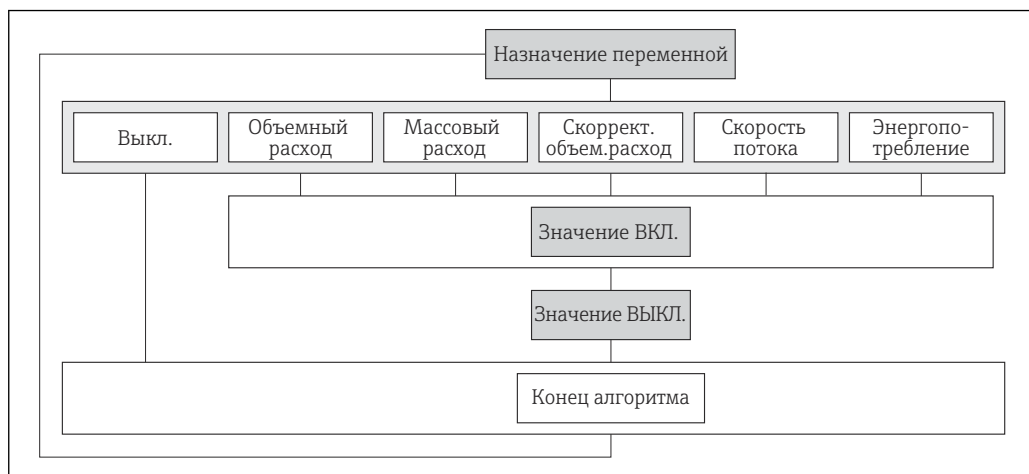 Назначение переменной
Выкл.
Объемный
расход
Массовый
расход
Скоррект.
объем.расход
Скорость
потока
Энергопо-
требление
Значение ВКЛ.
Значение ВЫКЛ.
Конец алгоритма